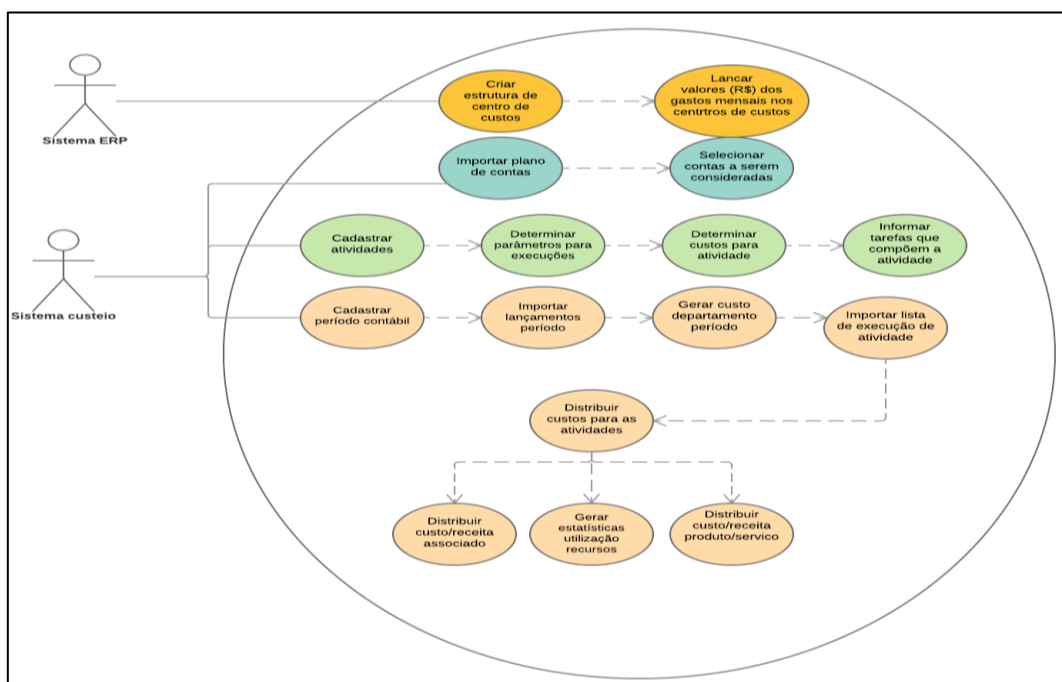 Criar
estrutura de
centro de
custos
Lancar
valores (R$) dos
gastos mensais nos
centrtros de custos
Sistema ERP
Importar plano
de contas
Selecionar
contas a serem
consideradas
Cadastrar
atividades
Determinar
parâmetros para
execuções
Determinar
custos para
atividade
Informar
tarefas que
compõem a
atividade
Sistema custeio
Cadastrar
período contábil
Importar
lançamentos
período
Gerar custo
departamento
período
Importar lista
de execução de
atividade
Distribuir
custos para as
atividades
Distribuir
custo/receita
associado
Gerar
estatísticas
utilização
recursos
Distribuir
custo/receita
produto/servico